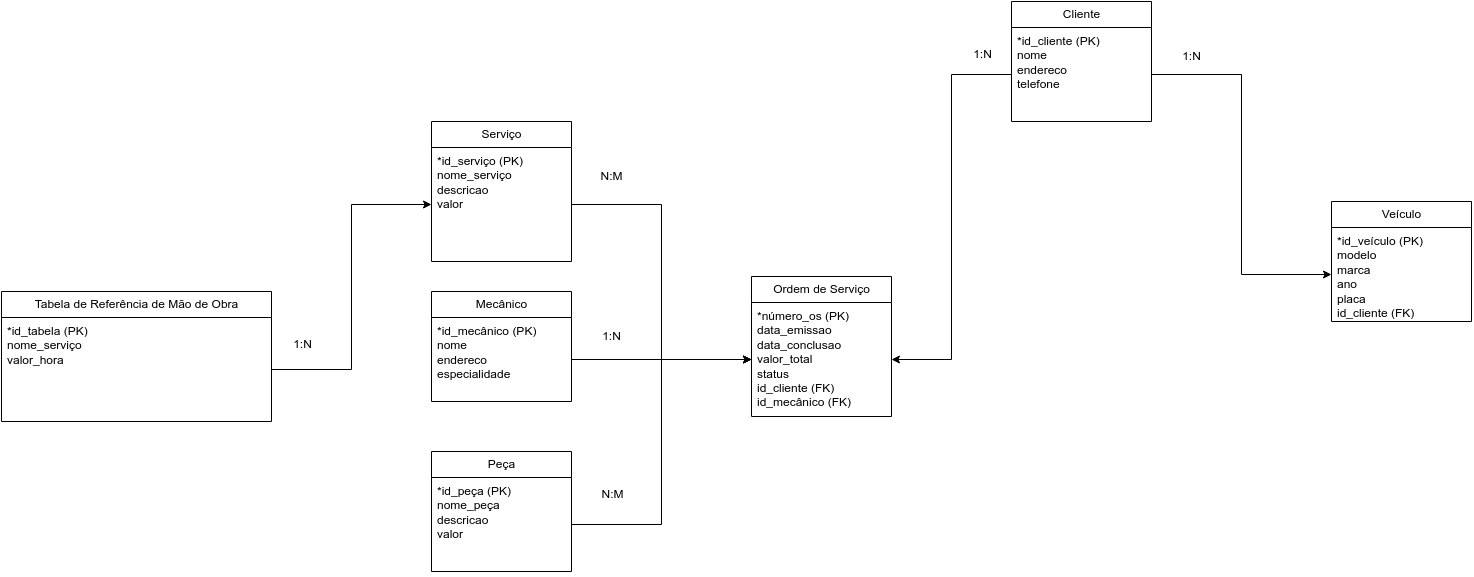 Cliente
*id_cliente (PK)
nome
endereco
telefone
1:N
1:N
Serviço
*id_serviço (PK)
nome_serviço
descricao
valor
N:M
Veículo
*id_veículo (PK)
modelo
marca
ano
placa
id_cliente (FK)
Tabela de Referência de Mão de Obra
*id_tabela (PK)
nome_serviço
valor_hora
1:N
Mecânico
*id_mecânico (PK)
nome
endereco
especialidade
1:N
Ordem de Serviço
*número_os (PK)
data_emissao
data_conclusao
valor_total
status
id_cliente (FK)
id_mecânico (FK)
Peça
*id_peça (PK)
nome_peça
descricao
valor
N:M